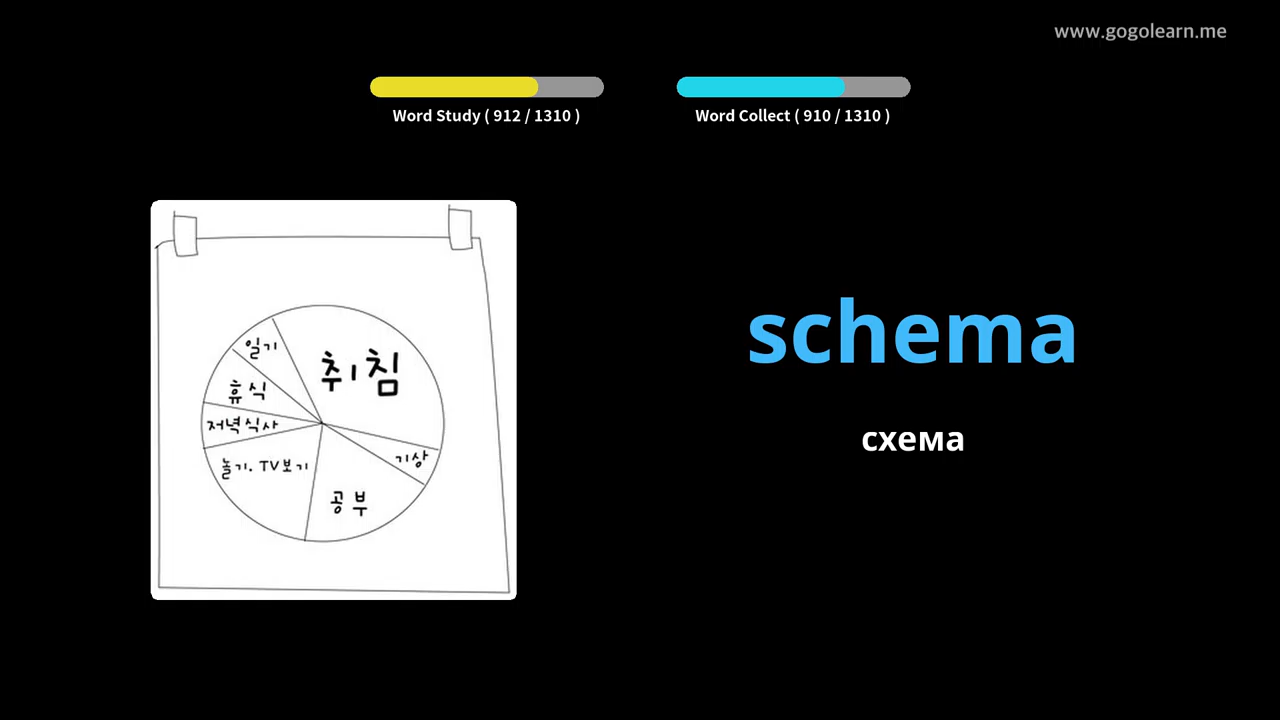 www.gogolearn.me
Word Study ( 912 / 1310 )
Word Collect ( 910 / 1310 )
일기
취침
휴식
저녁식사
놀기. TV보기
기상
공부
schema
схема